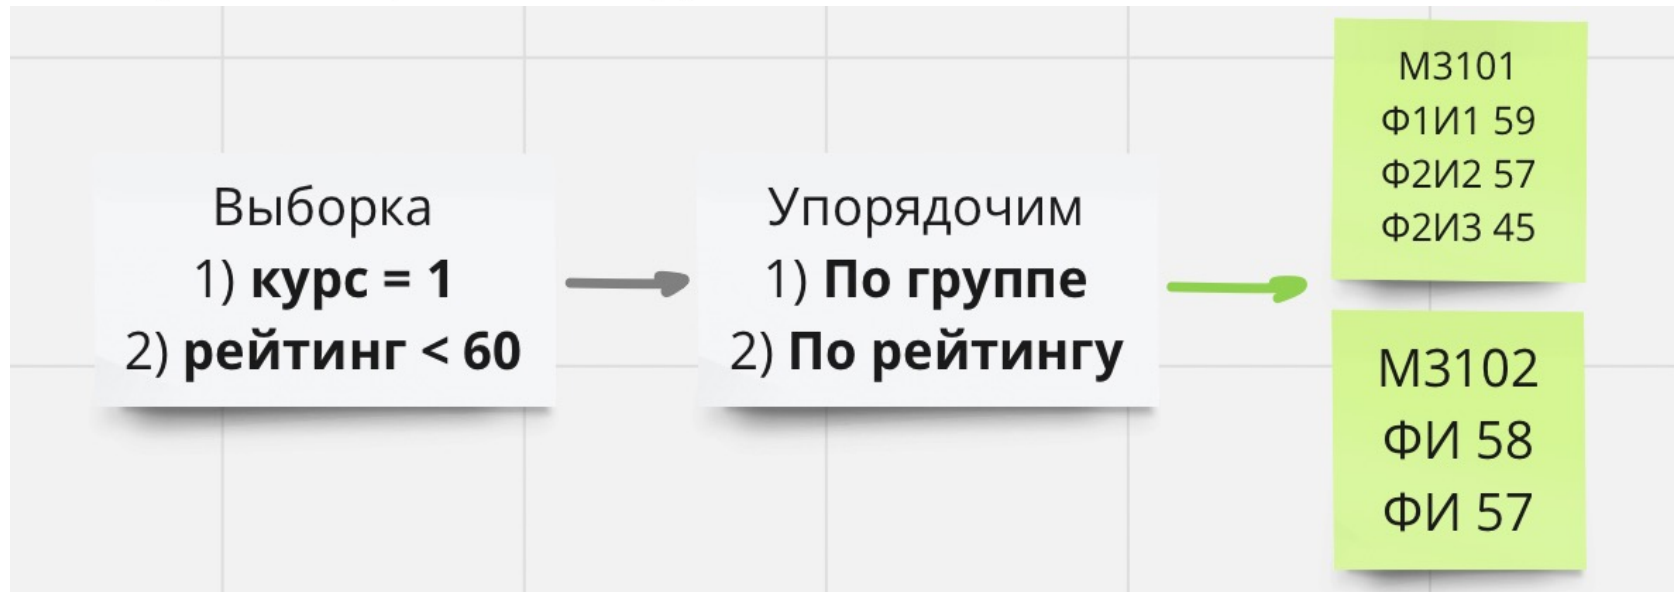 Выборка
1) курс = 1
2) рейтинг < 60
Упорядочим
1) По группе
2) По рейтингу
М3101
Ф1И1 59
Ф2И2 57
Ф2И3 45
М3102
ФИ 58
ФИ 57